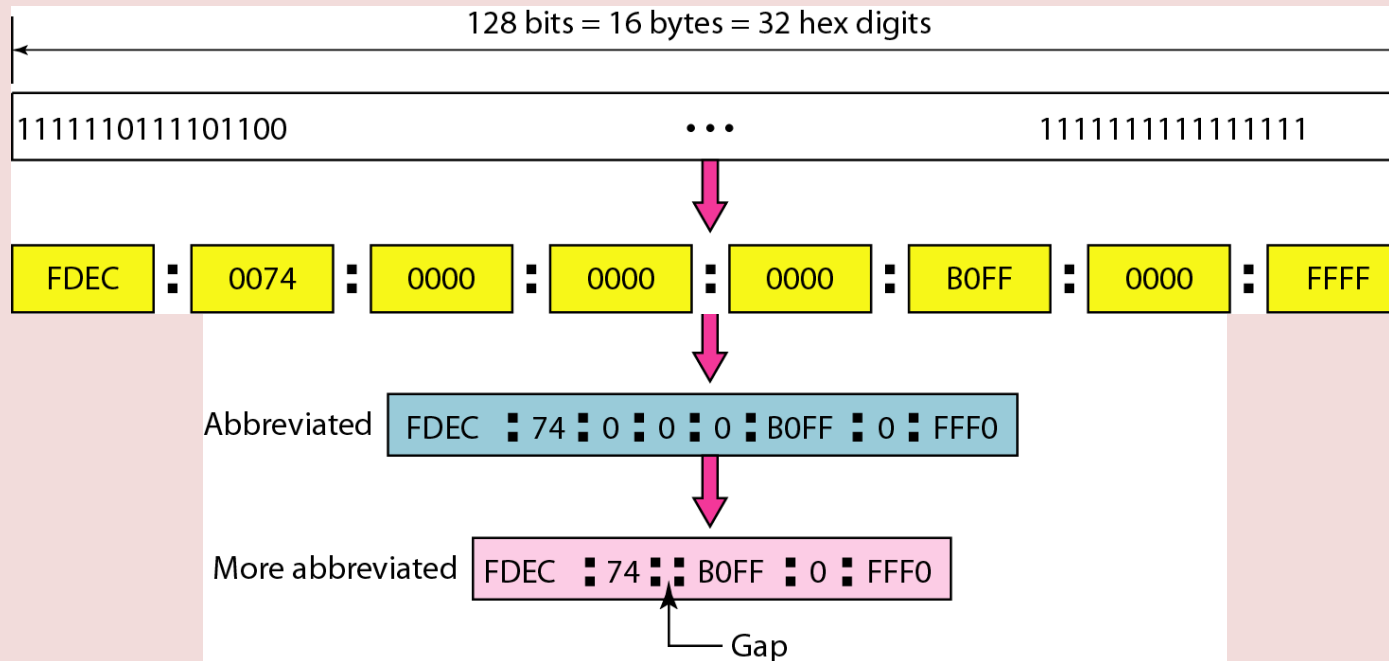 128 bits = 16 bytes = 32 hex digits
1111110111101100 ••• 1111111111111111
FDEC : 0074 : 0000 : 0000 : 0000 : B0FF : 0000 : FFFF
Abbreviated FDEC : 74 : 0 : 0 : 0 : B0FF : 0 : FFF0
More abbreviated FDEC : 74 : : B0FF : 0 : FFF0
Gap